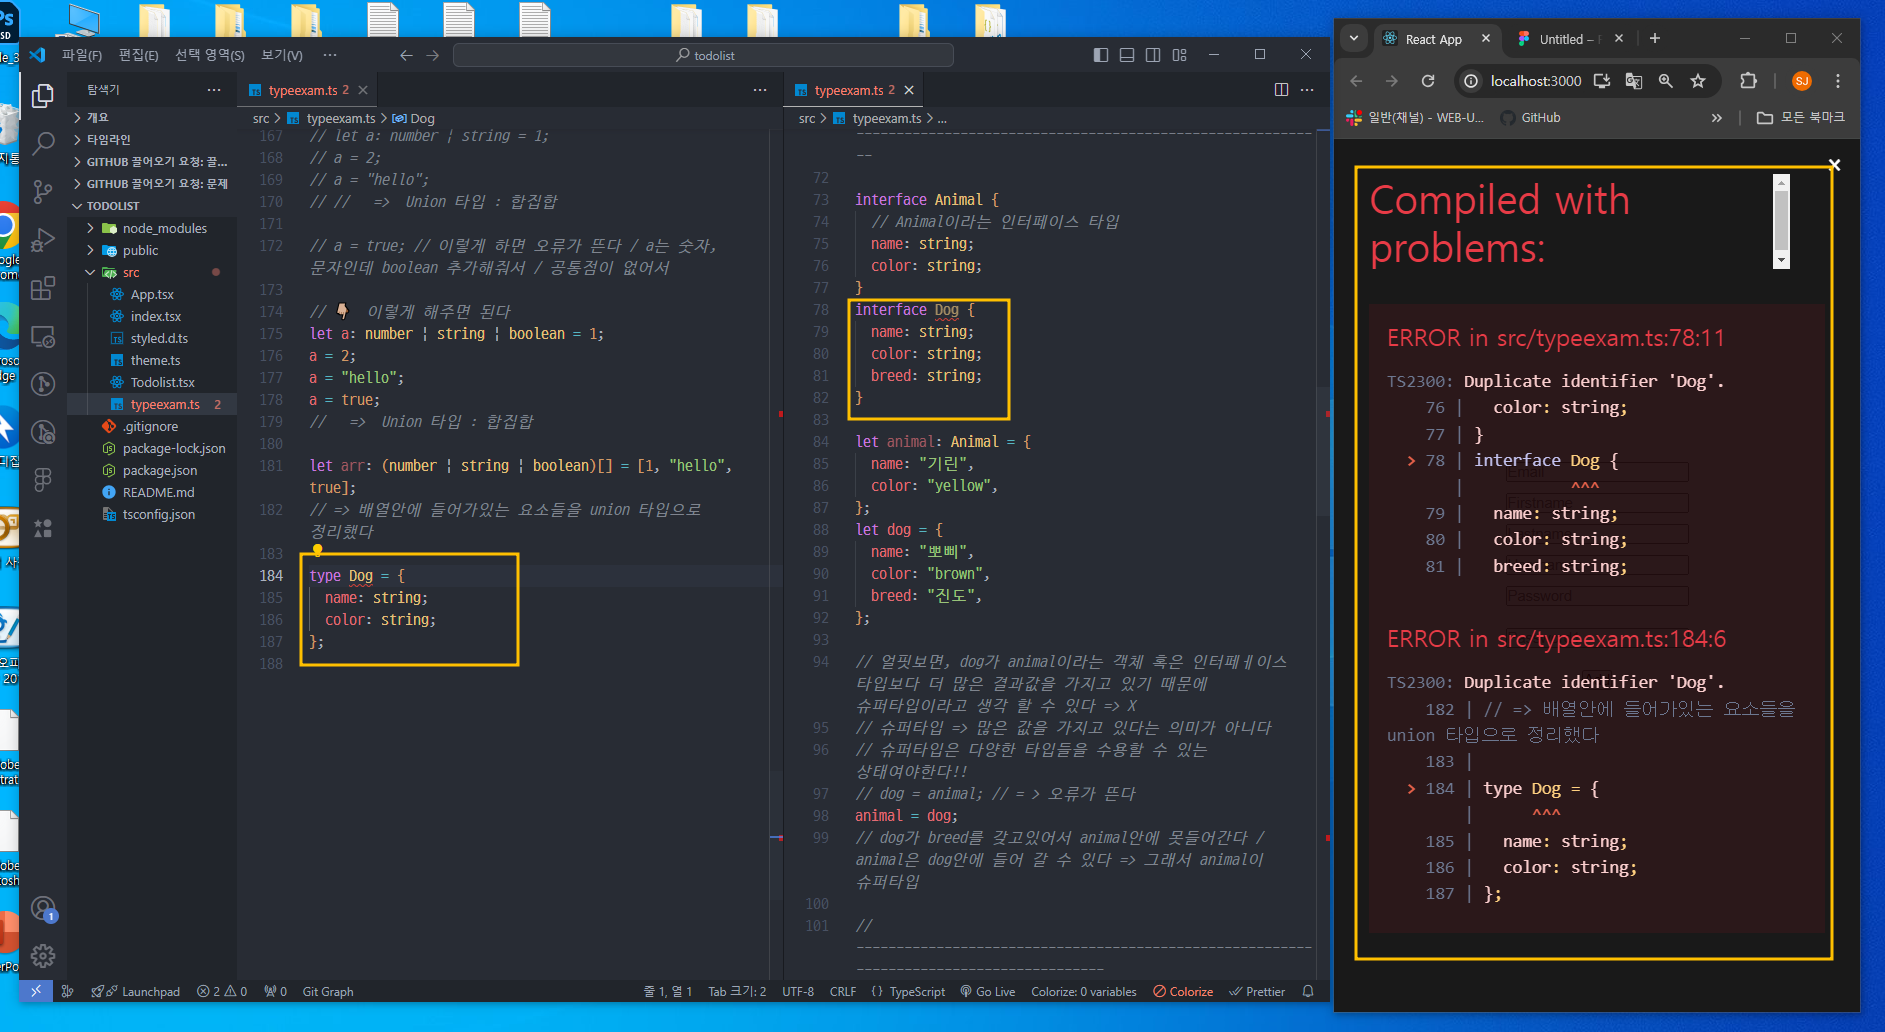 파일(F) 편집(E) 선택 영역(S) 보기(V) ···
todolist
탐색기 ···
개요
타임라인
GITHUB 끌어오기 요청: 끌...
GITHUB 끌어오기 요청: 문제
TODOLIST
node_modules
public
src
App.tsx
index.tsx
styled.d.ts
theme.ts
Todolist.tsx
typeexam.ts 2
.gitignore
package-lock.json
package.json
README.md
tsconfig.json
1
typeexam.ts 2
src > typeexam.ts > Dog
167 // let a: number ¦ string = 1;
168 // a = 2;
169 // a = "hello";
170 // // => Union 타입 : 합집합
171
172 // a = true; // 이렇게 하면 오류가 뜬다 / a는 숫자,
문자인데 boolean 추가해줘서 / 공통점이 없어서
173
174 // 👇🏼 이렇게 해주면 된다
175 let a: number ¦ string ¦ boolean = 1;
176 a = 2;
177 a = "hello";
178 a = true;
179 // => Union 타입 : 합집합
180
181 let arr: (number ¦ string ¦ boolean)[] = [1, "hello",
true];
182 // => 배열안에 들어가있는 요소들을 union 타입으로
정리했다
183
184 type Dog = {
185 name: string;
186 color: string;
187 };
188
typeexam.ts 2
src > typeexam.ts > ...
---------------------------------------------------------
--
72
73 interface Animal {
74 // Animal이라는 인터페이스 타입
75 name: string;
76 color: string;
77 }
78 interface Dog {
79 name: string;
80 color: string;
81 breed: string;
82 }
83
84 let animal: Animal = {
85 name: "기린",
86 color: "yellow",
87 };
88 let dog = {
89 name: "뽀삐",
90 color: "brown",
91 breed: "진도",
92 };
93
94 // 얼핏보면, dog가 animal이라는 객체 혹은 인터페ㅔ이스
타입보다 더 많은 결과값을 가지고 있기 때문에
슈퍼타입이라고 생각 할 수 있다 => X
95 // 슈퍼타입 => 많은 값을 가지고 있다는 의미가 아니다
96 // 슈퍼타입은 다양한 타입들을 수용할 수 있는
상태여야한다!!
97 // dog = animal; // = > 오류가 뜬다
98 animal = dog;
99 // dog가 breed를 갖고있어서 animal안에 못들어간다 /
animal은 dog안에 들어 갈 수 있다 => 그래서 animal이
슈퍼타입
100
101 //
---------------------------------------------------------
-------------------------------
Launchpad 2 0 0 Git Graph 줄 1, 열 1 Tab 크기: 2 UTF-8 CRLF {} TypeScript Go Live Colorize: 0 variables Colorize Prettier
React App Untitled –
localhost:3000 SJ
일반(채널) - WEB-U... GitHub » 모든 북마크
Compiled with
problems:
ERROR in src/typeexam.ts:78:11
TS2300: Duplicate identifier 'Dog'.
76 | color: string;
77 | }
> 78 | interface Dog {
| ^^^
79 | name: string;
80 | color: string;
81 | breed: string;
Email
Firstname
Password
ERROR in src/typeexam.ts:184:6
TS2300: Duplicate identifier 'Dog'.
182 | // => 배열안에 들어가있는 요소들을
union 타입으로 정리했다
183 |
> 184 | type Dog = {
| ^^^
185 | name: string;
186 | color: string;
187 | };